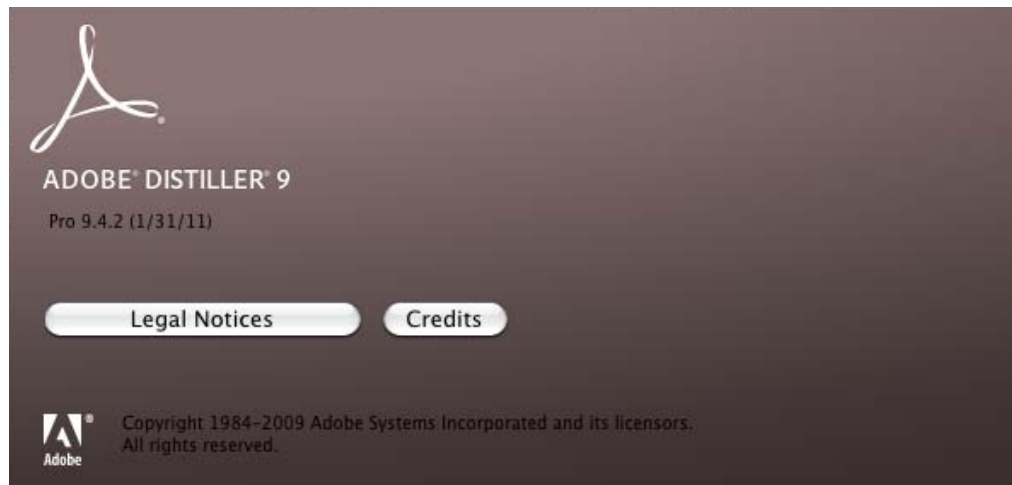 ADOBE® DISTILLER® 9
Pro 9.4.2 (1/31/11)
Legal Notices
Credits
Adobe
Copyright 1984-2009 Adobe Systems Incorporated and its licensors.
All rights reserved.